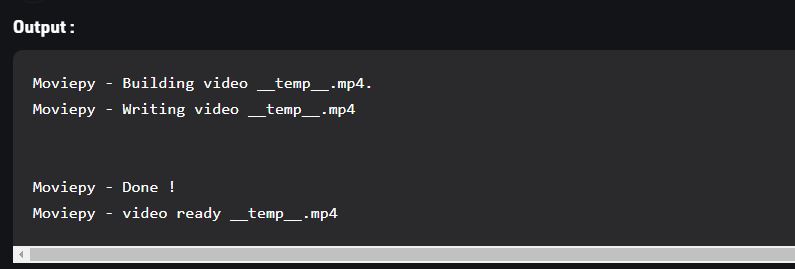 Output :
Moviepy - Building video __temp__.mp4.
Moviepy - Writing video __temp__.mp4
Moviepy - Done !
Moviepy - video ready __temp__.mp4